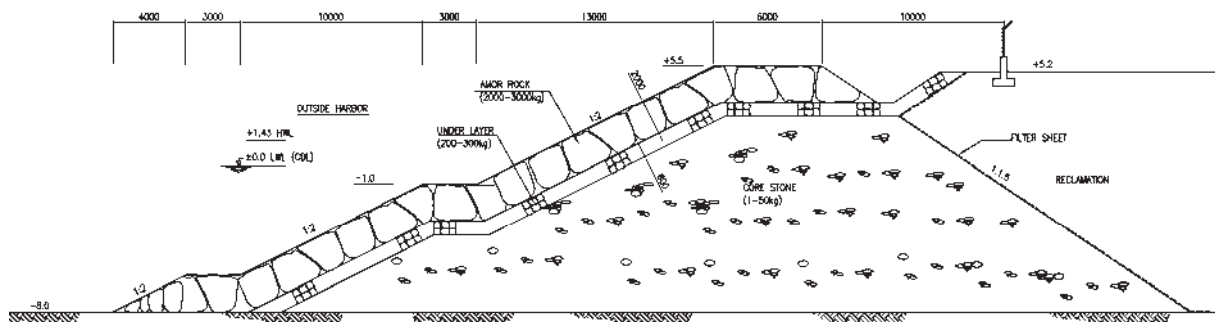 4000 3000 10000 3000 13000 6000 10000
+5.5
+5.2
AMOR ROCK
(2000-3000kg)
2000
OUTSIDE HARBOR
1:2
UNDER LAYER
(200-300kg)
+1.43 HWL
±0.0 LWL (CDL)
FILTER SHEET
-1.0
CORE STONE
(1-50kg)
1:1.5
RECLAMATION
1:2
1:2
-8.0